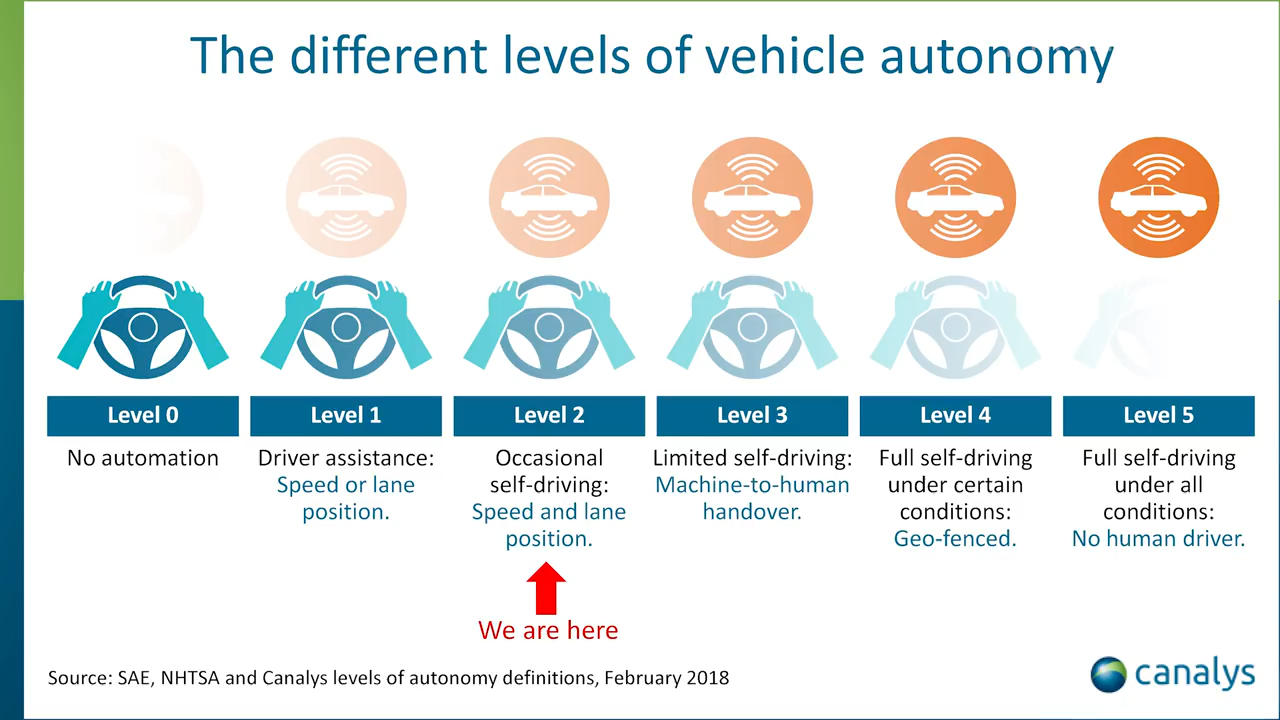 The different levels of vehicle autonomy
Level 0
No automation
Level 1
Driver assistance:
Speed or lane
position.
Level 2
Occasional
self-driving:
Speed and lane
position.
Level 3
Limited self-driving:
Machine-to-human
handover.
Level 4
Full self-driving
under certain
conditions:
Geo-fenced.
Level 5
Full self-driving
under all
conditions:
No human driver.
We are here
Source: SAE, NHTSA and Canalys levels of autonomy definitions, February 2018
canalys